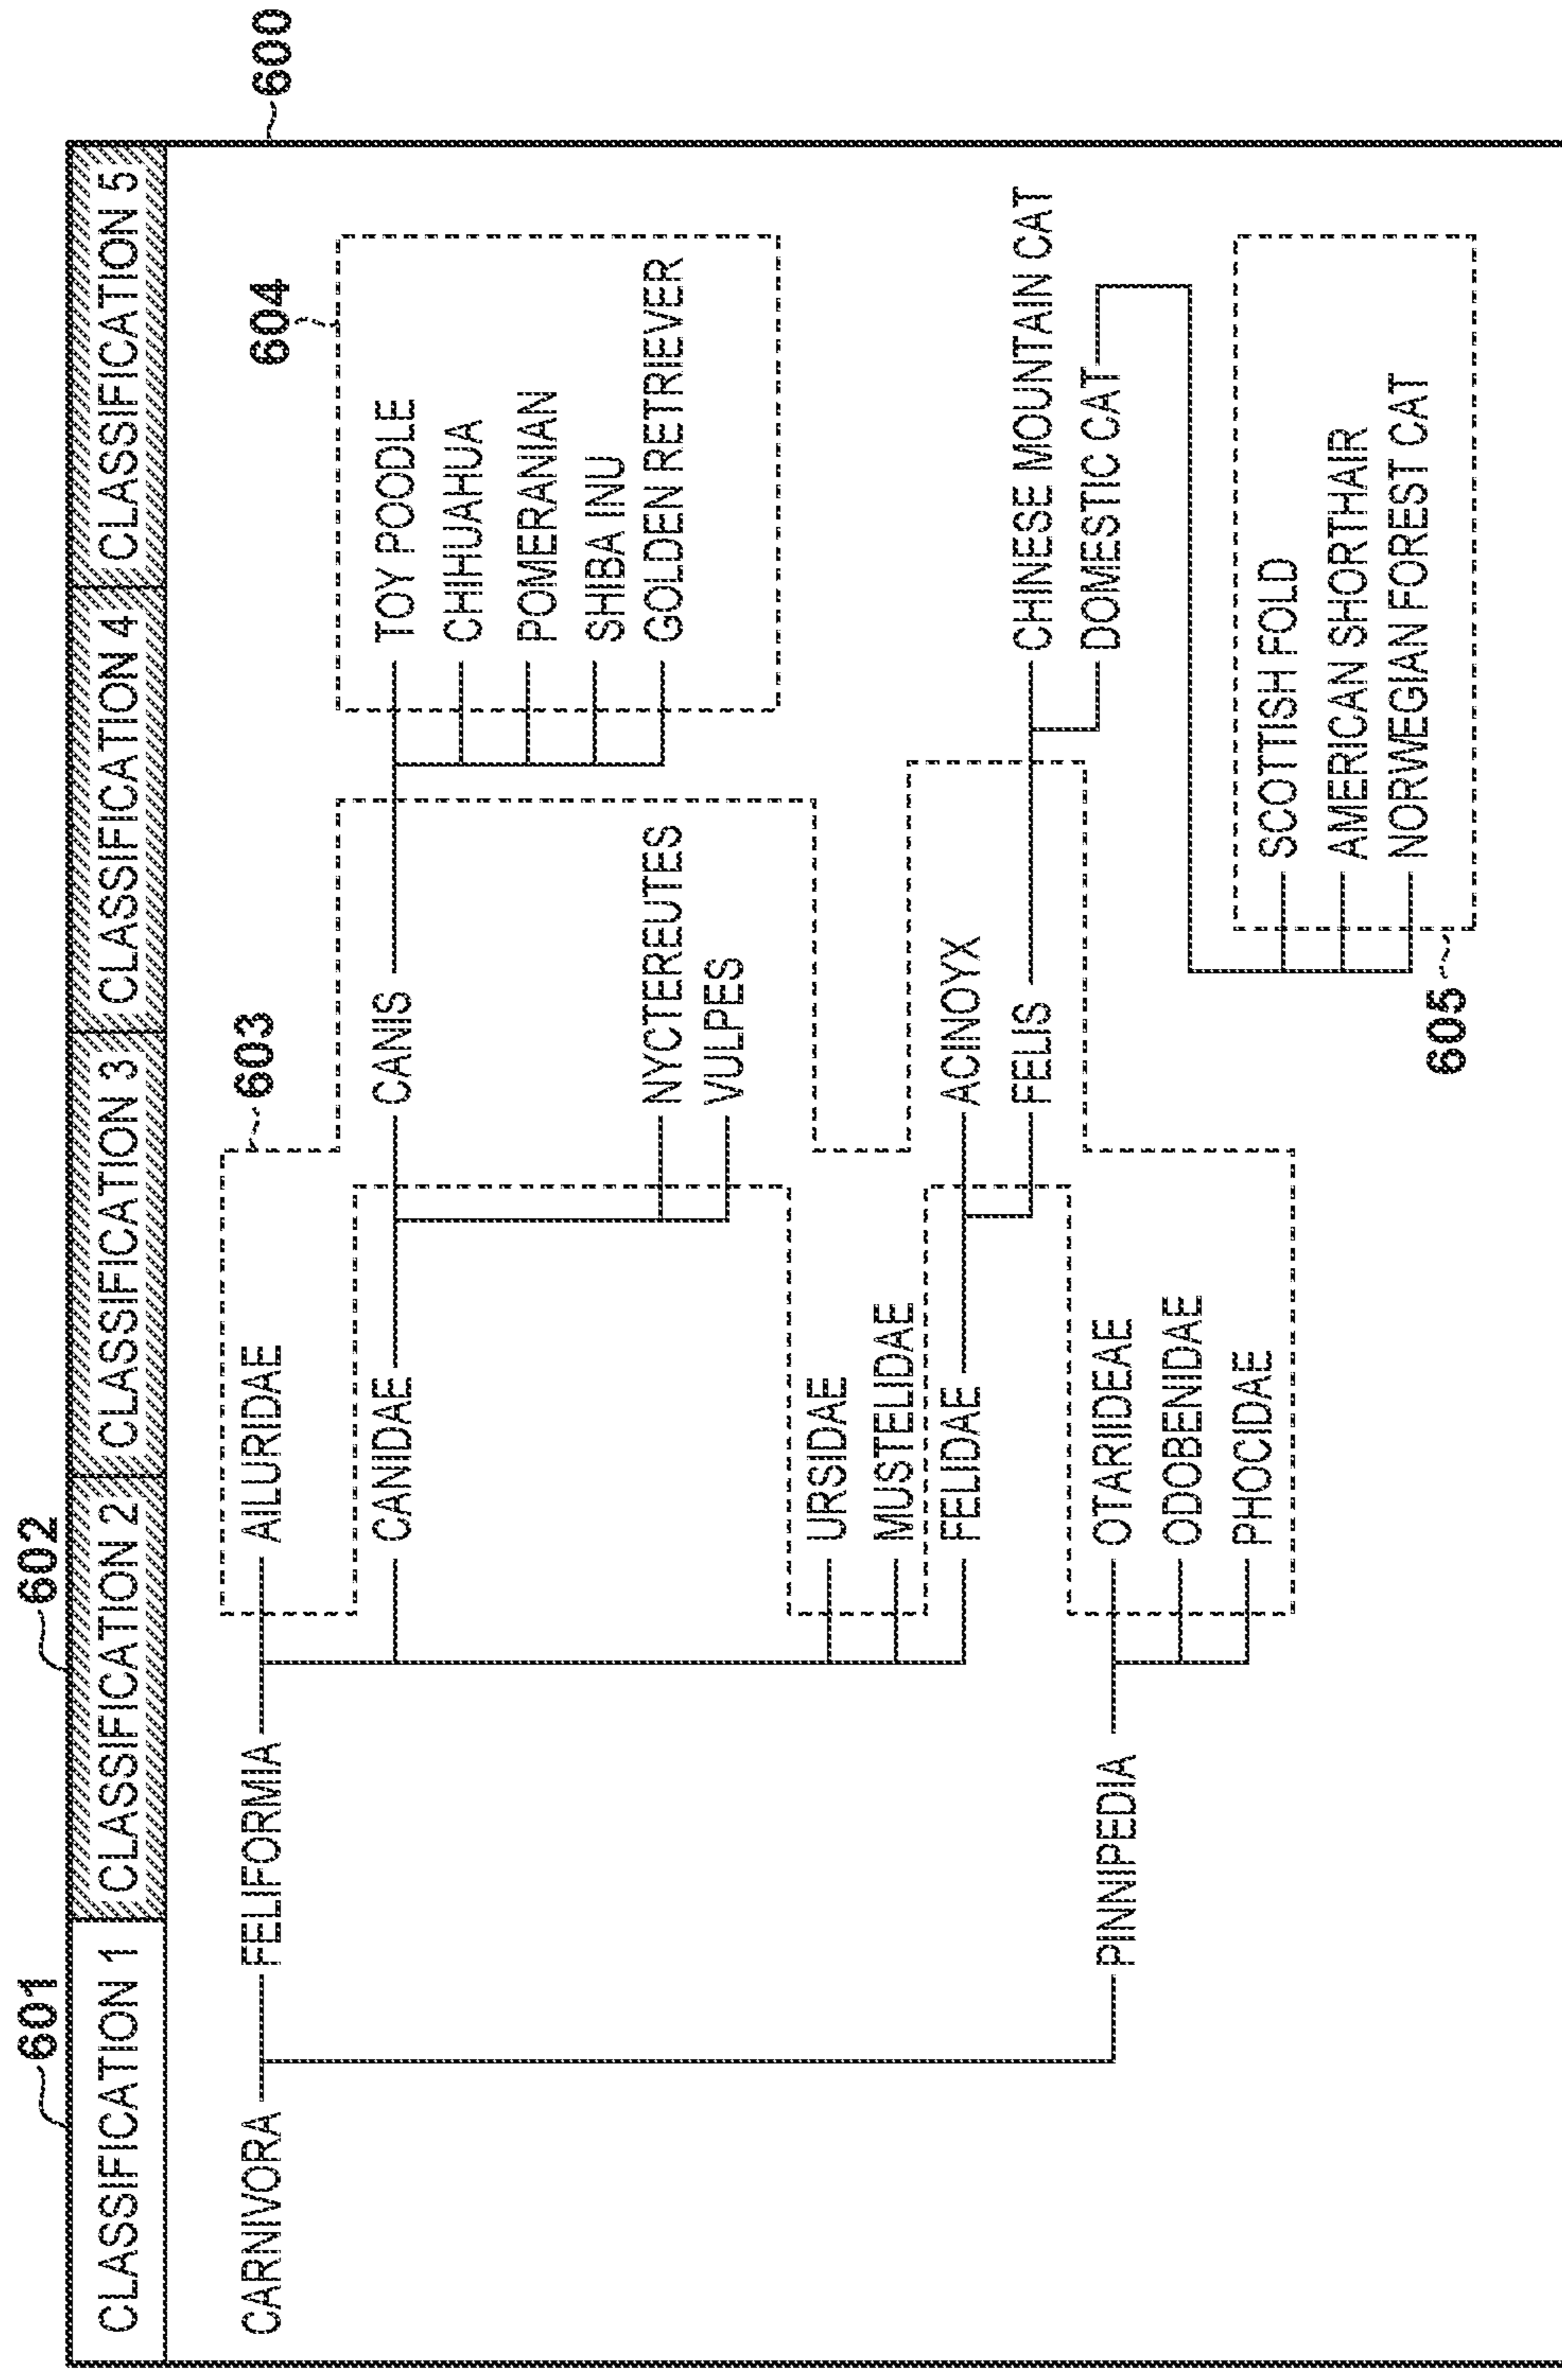 601
602
CLASSIFICATION 1 CLASSIFICATION 2 CLASSIFICATION 3 CLASSIFICATION 4 CLASSIFICATION 5
600
603
604
CARNIVORA FELIFORMIA AILURIDAE
CANIDAE CANIS TOY POODLE
CHIHUAHUA
POMERANIAN
SHIBA INU
NYCTEREUTES GOLDEN RETRIEVER
VULPES
URSIDAE
MUSTELIDAE
FELIDAE ACINOYX
FELIS CHINESE MOUNTAIN CAT
DOMESTIC CAT
PINNIPEDIA OTARIIDEAE
ODOBENIDAE
PHOCIDAE
SCOTTISH FOLD
AMERICAN SHORTHAIR
NORWEGIAN FOREST CAT
605